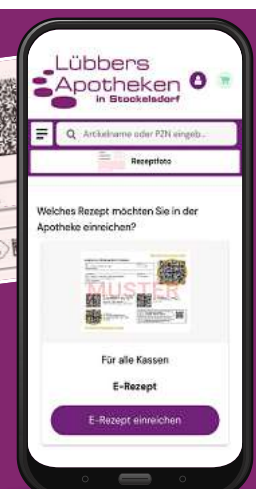 Lübbers
Apotheken
in Stockelsdorf
Artikelname oder PZN eingeb...
Rezeptfoto
Welches Rezept möchten Sie in der
Apotheke einreichen?
MUSTER
Für alle Kassen
E-Rezept
E-Rezept einreichen